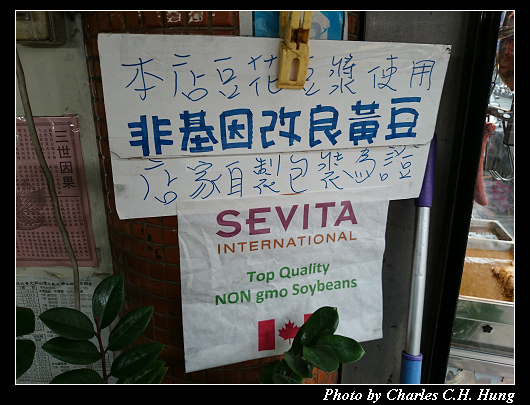 本店豆花豆漿使用
非基因改良黃豆
店家自製包裝為證
三世因果
SEVITA
INTERNATIONAL
Top Quality
NON gmo Soybeans
Photo by Charles C.H. Hung